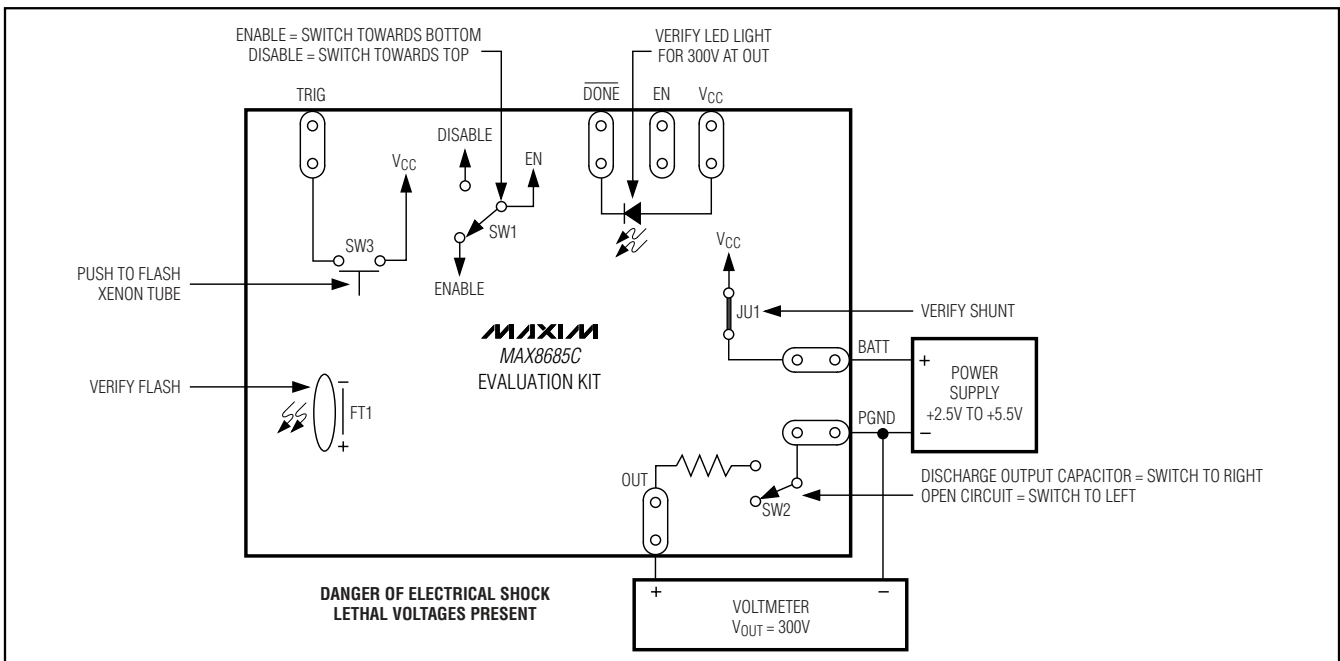 ENABLE = SWITCH TOWARDS BOTTOM
DISABLE = SWITCH TOWARDS TOP
VERIFY LED LIGHT
FOR 300V AT OUT
TRIG
DONE
EN
VCC
DISABLE
VCC
EN
SW1
SW3
ENABLE
VCC
PUSH TO FLASH
XENON TUBE
JU1
VERIFY SHUNT
MAXIM
MAX8685C
EVALUATION KIT
BATT
+
POWER
SUPPLY
+2.5V TO +5.5V
−
PGND
VERIFY FLASH
−
FT1
+
OUT
SW2
DISCHARGE OUTPUT CAPACITOR = SWITCH TO RIGHT
OPEN CIRCUIT = SWITCH TO LEFT
DANGER OF ELECTRICAL SHOCK
LETHAL VOLTAGES PRESENT
+
−
VOLTMETER
VOUT = 300V